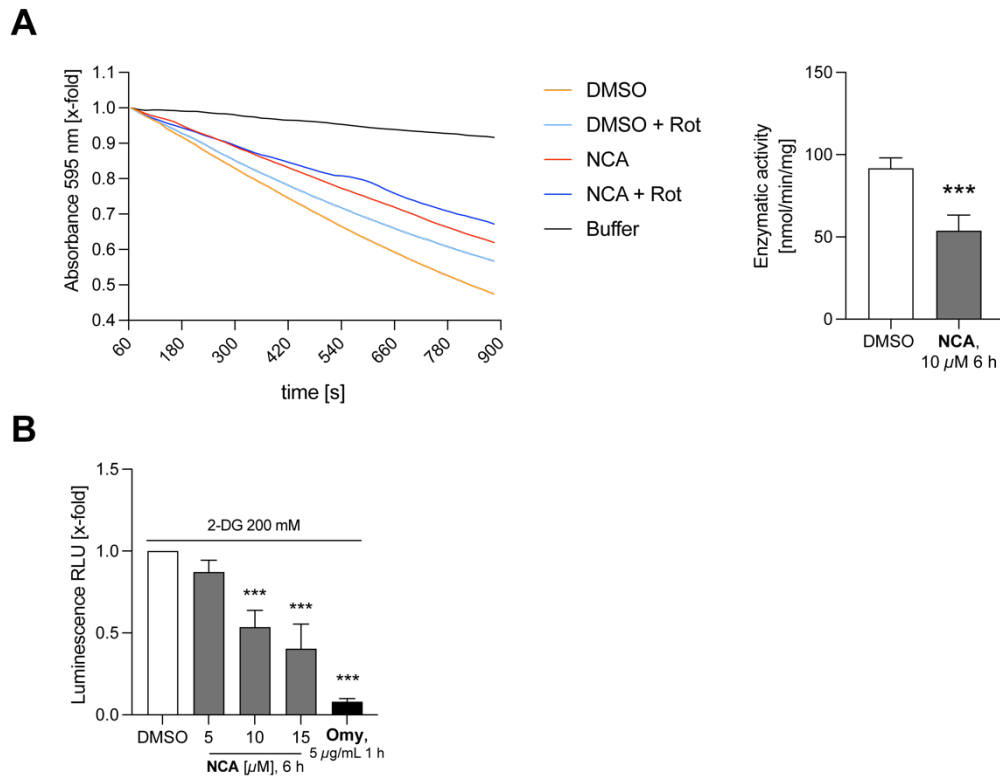 A
Absorbance 595 nm [x-fold]
1.1
1.0
0.9
0.8
0.7
0.6
0.5
0.4
60
180
300
420
540
660
780
900
time [s]
DMSO
DMSO + Rot
NCA
NCA + Rot
Buffer
Enzymatic activity
[nmol/min/mg]
150
100
50
0
***
DMSO
NCA,
10 µM 6 h
B
Luminescence RLU [x-fold]
1.5
1.0
0.5
0.0
2-DG 200 mM
***
***
***
DMSO
5
10
15
Omy,
5 µg/mL 1 h
NCA [µM], 6 h